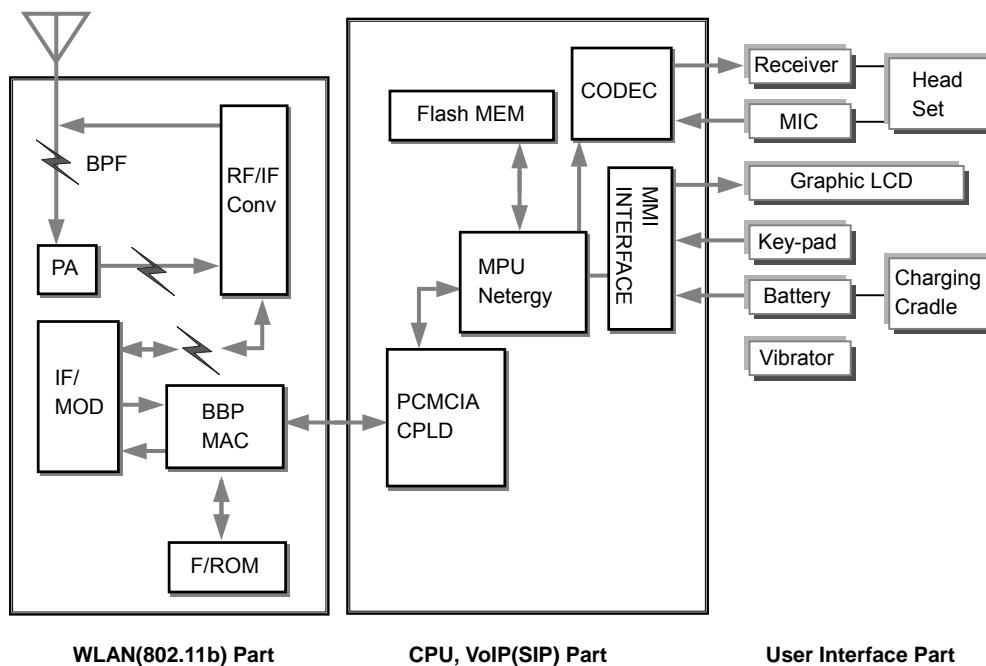 BPF
RF/IF
Conv
PA
IF/
MOD
BBP
MAC
F/ROM
WLAN(802.11b) Part
Flash MEM
CODEC
MMI
INTERFACE
MPU
Netergy
PCMCIA
CPLD
CPU, VoIP(SIP) Part
Receiver
MIC
Head
Set
Graphic LCD
Key-pad
Battery
Charging
Cradle
Vibrator
User Interface Part